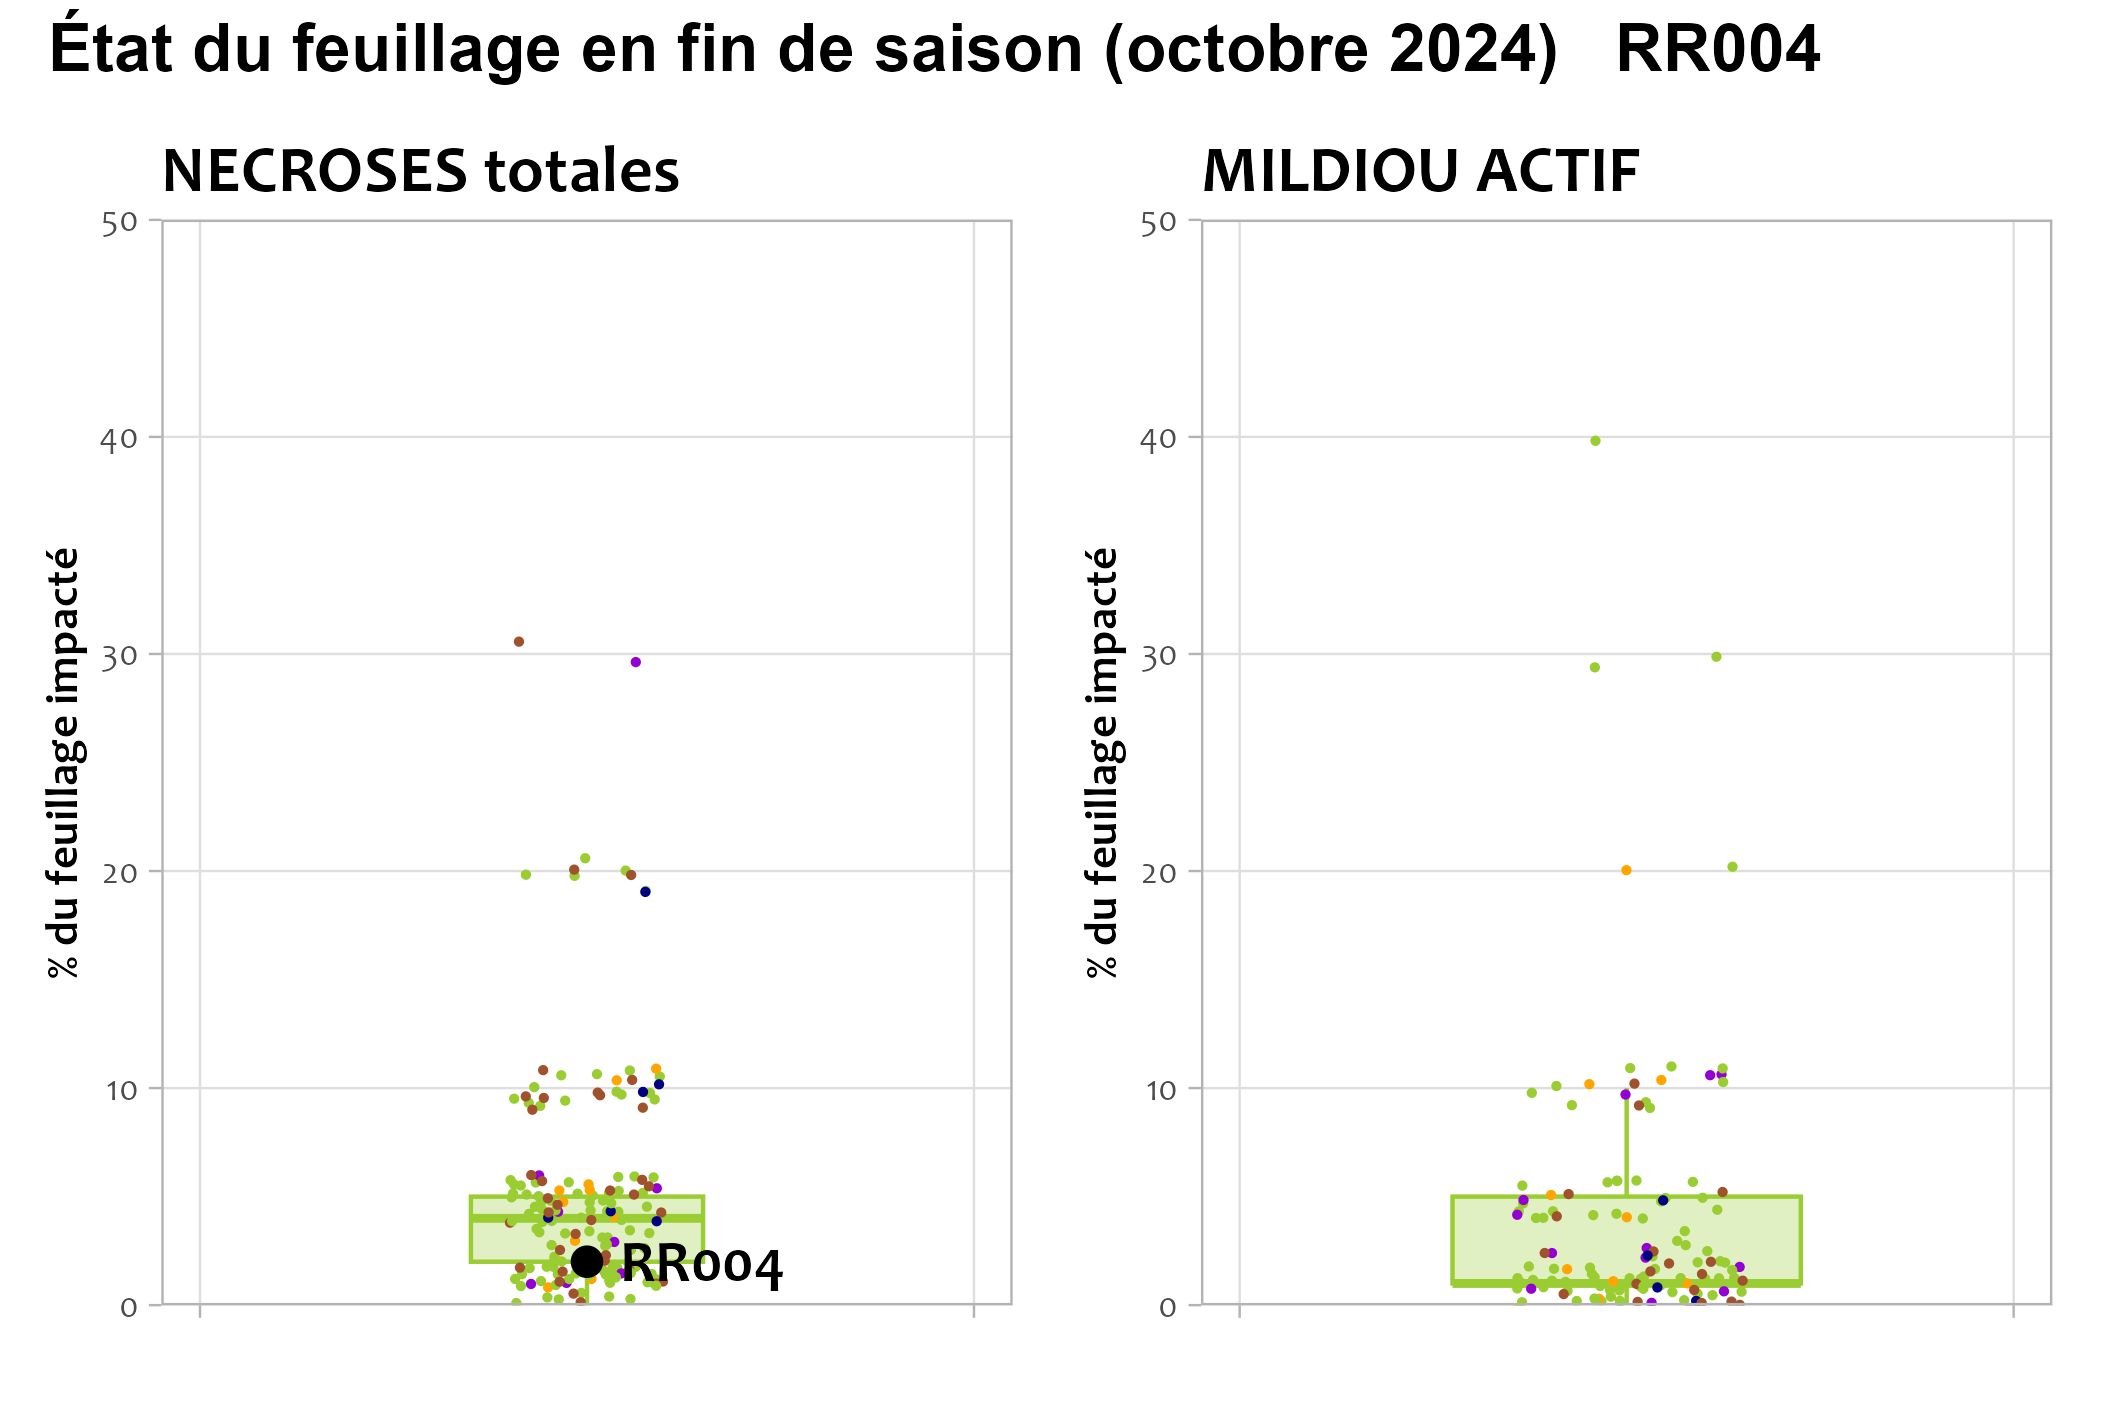 État du feuillage en fin de saison (octobre 2024) RR004
NECROSES totales
MILDIOU ACTIF
% du feuillage impacté
50
40
30
20
10
0
RR004
% du feuillage impacté
50
40
30
20
10
0